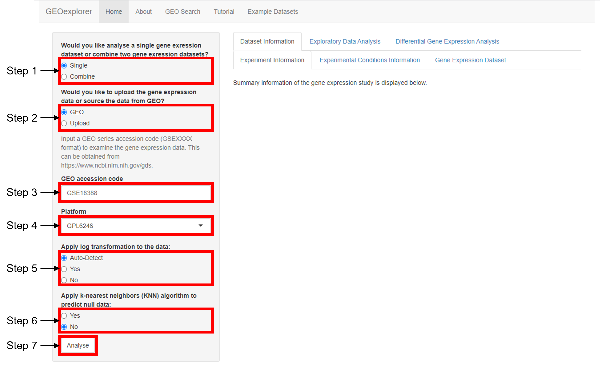 GEOexplorer Home About GEO Search Tutorial Example Datasets
Would you like analyse a single gene exression
dataset or combine two gene exression datasets?
Step 1
Single
Combine
Would you like to upload the gene expression
data or source the data from GEO?
Step 2
GEO
Upload
Input a GEO series accession code (GSEXXXX
format) to examine the gene expression data. This
can be obtained from
https://www.ncbi.nlm.nih.gov/gds.
GEO accession code
Step 3
GSE18388
Platform
Step 4
GPL6246
Apply log transformation to the data:
Step 5
Auto-Detect
Yes
No
Apply k-nearest neighbors (KNN) algorithm to
predict null data:
Step 6
Yes
No
Step 7
Analyse
Dataset Information Exploratory Data Analysis Differential Gene Expression Analysis
Experiment Information Experimental Conditions Information Gene Expression Dataset
Summary information of the gene expression study is displayed below.